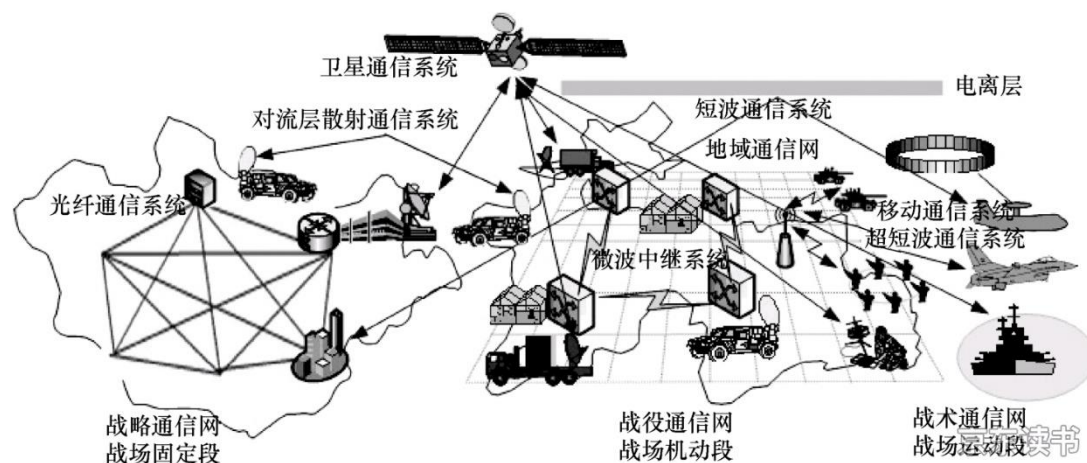 卫星通信系统
电离层
短波通信系统
对流层散射通信系统
地域通信网
光纤通信系统
移动通信系统
超短波通信系统
微波中继系统
战略通信网
战场固定段
战役通信网
战场机动段
战术通信网
战场运动段